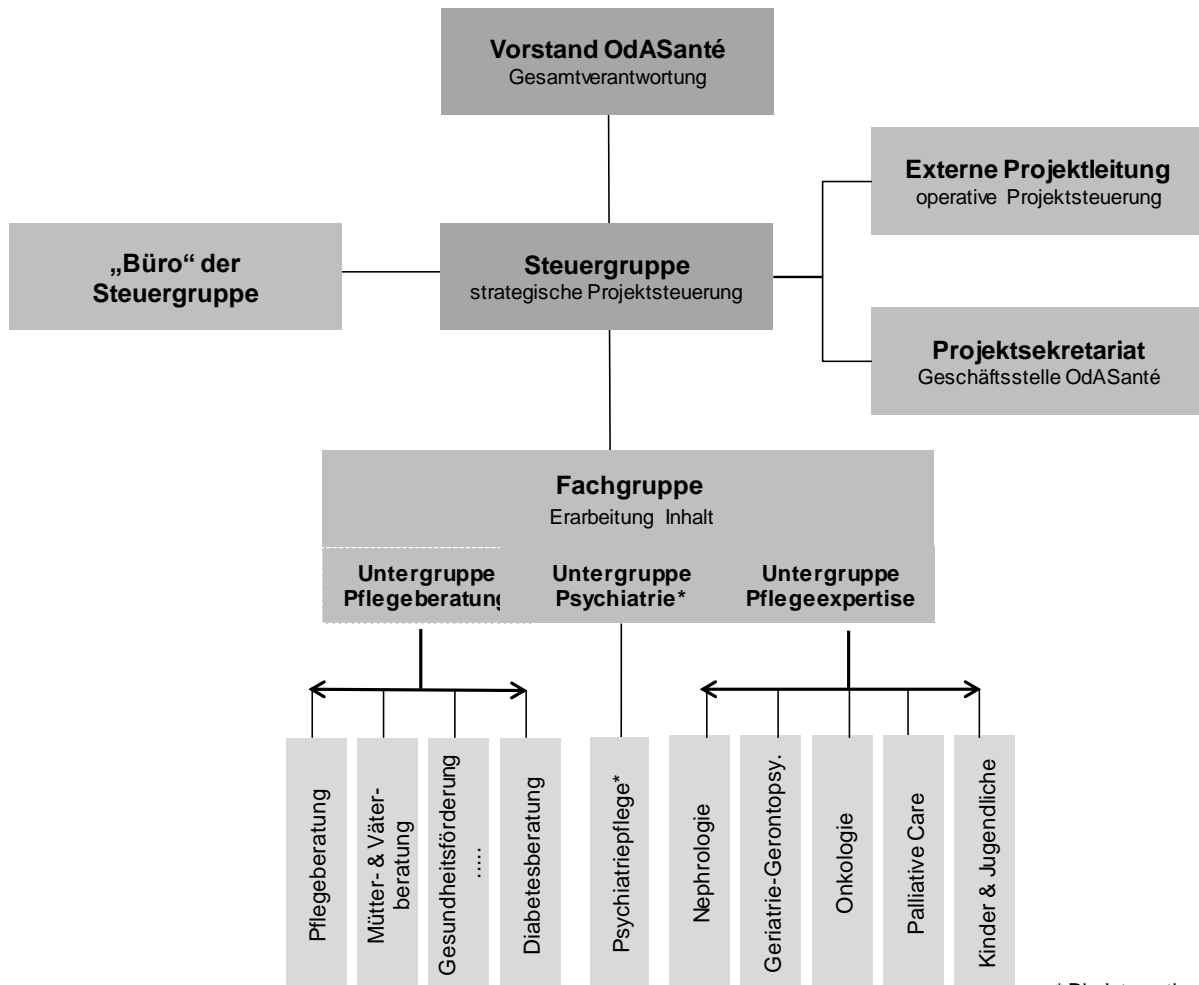 Vorstand OdASanté
Gesamtverantwortung
Externe Projektleitung
operative Projektsteuerung
„Büro“ der
Steuergruppe
Steuergruppe
strategische Projektsteuerung
Projektsekretariat
Geschäftsstelle OdASanté
Fachgruppe
Erarbeitung Inhalt
Untergruppe
Pflegeberatung
Untergruppe
Psychiatrie*
Untergruppe
Pflegeexpertise
Pflegeberatung
Mütter- & Väter-
beratung
Gesundheitsförderung
.....
Diabetesberatung
Psychiatriepflege*
Nephrologie
Geriatrie-Gerontopsy.
Onkologie
Palliative Care
Kinder & Jugendliche